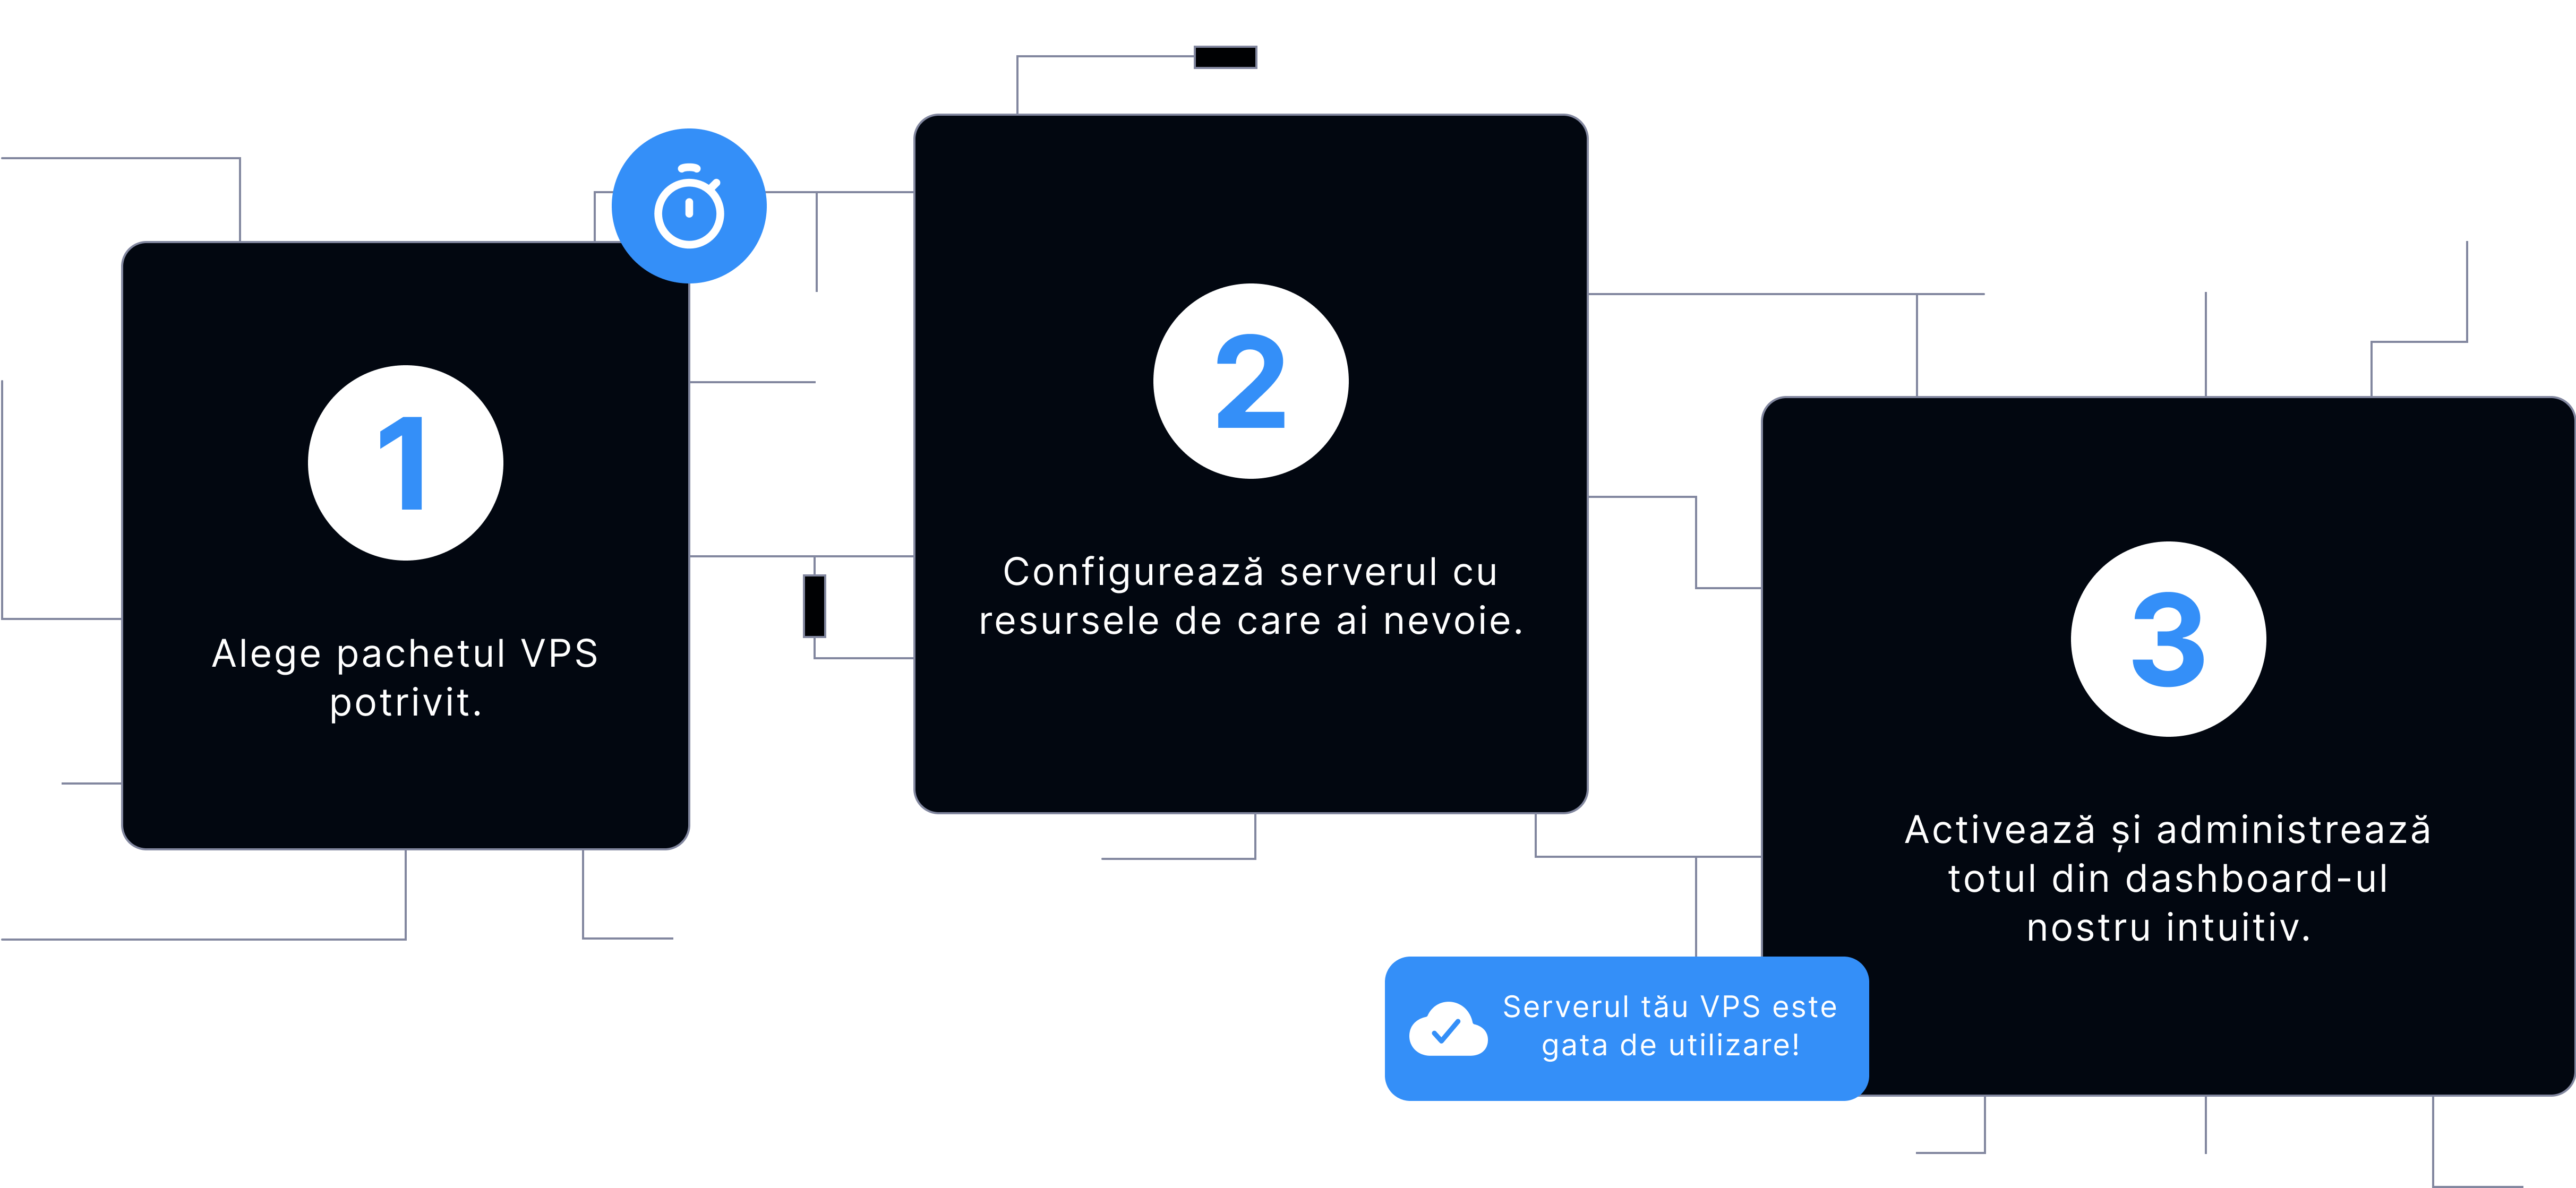 1
Alege pachetul VPS
potrivit.
2
Configurează serverul cu
resursele de care ai nevoie.
3
Activează și administrează
totul din dashboard-ul
nostru intuitiv.
Serverul tău VPS este
gata de utilizare!